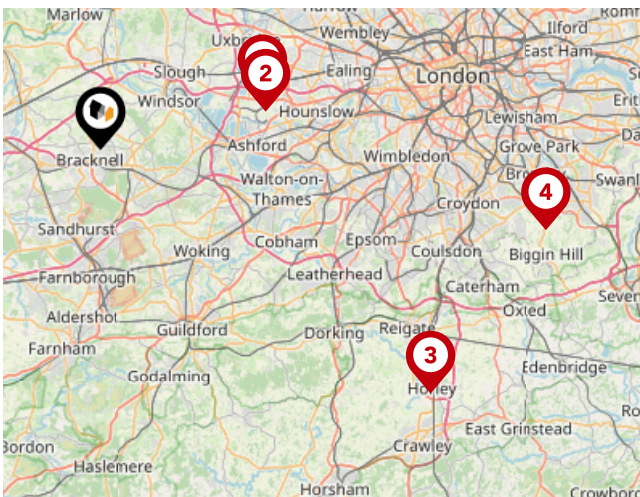 Marlow
Wembley
Ilford
East Ham
Slough
Ealing
London
2
Windsor
Hounslow
Lewisham
Bracknell
Ashford
Wimbledon
Grove Park
Walton-on-
Thames
Croydon
4
Sandhurst
Woking
Cobham
Epsom
Coulsdon
Biggin Hill
Farnborough
Leatherhead
Caterham
Aldershot
Oxted
Guildford
Dorking
Reigate
Farnham
3
Godalming
Edenbridge
Crawley
East Grinstead
Haslemere
Horsham